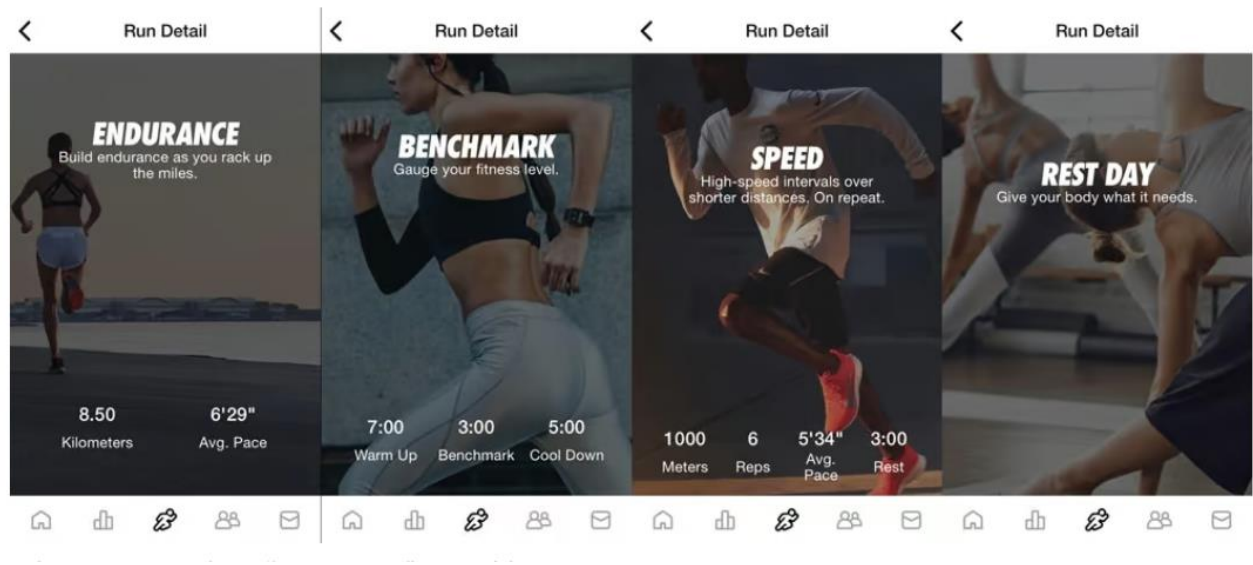 Run Detail
ENDURANCE
Build endurance as you rack up
the miles.
8.50
6'29"
Kilometers
Avg. Pace
Run Detail
BENCHMARK
Gauge your fitness level.
7:00
3:00
5:00
Warm Up
Benchmark
Cool Down
Run Detail
SPEED
High-speed intervals over
shorter distances. On repeat.
1000
6
5'34"
3:00
Meters
Reps
Avg.
Pace
Rest
Run Detail
REST DAY
Give your body what it needs.